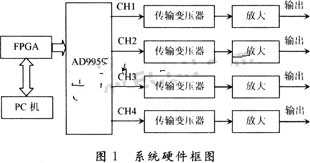 CH1
传输变压器
放大
输出
FPGA
AD9959
CH2
传输变压器
放大
输出
PC 机
CH3
传输变压器
放大
输出
CH4
传输变压器
放大
输出
图 1 系统硬件框图